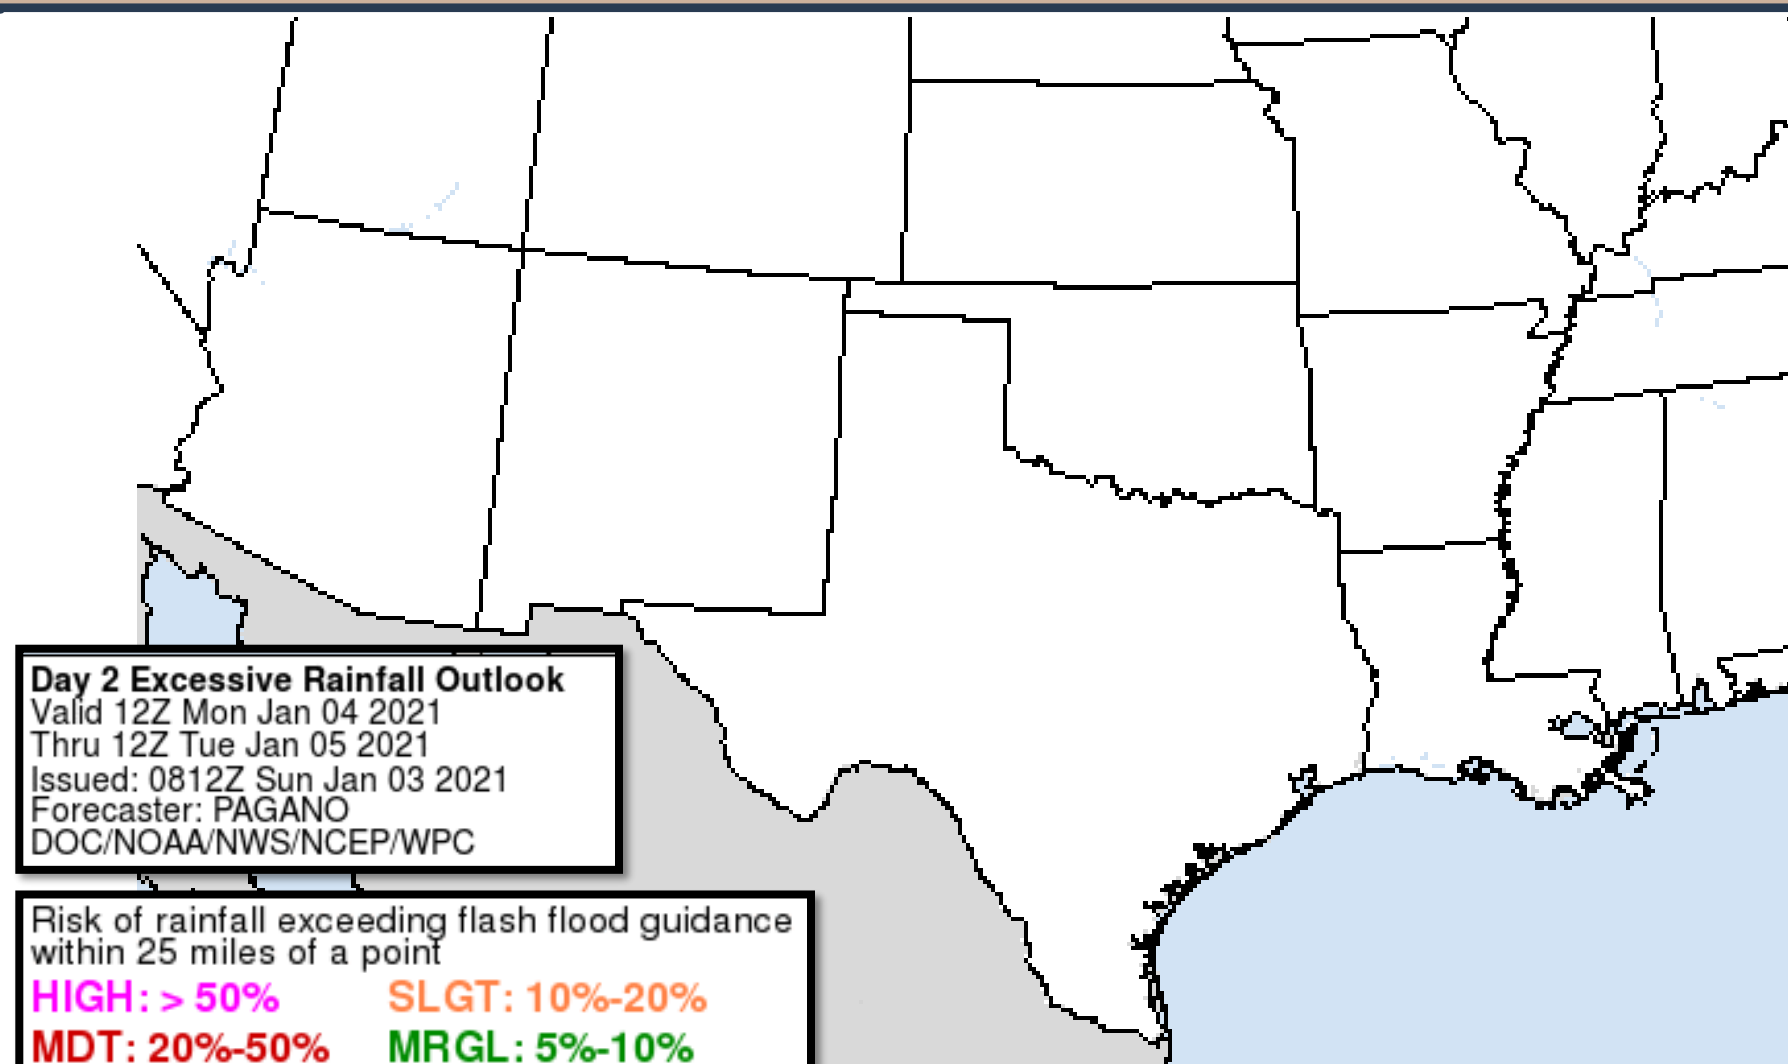 Day 2 Excessive Rainfall Outlook
Valid 12Z Mon Jan 04 2021
Thru 12Z Tue Jan 05 2021
Issued: 0812Z Sun Jan 03 2021
Forecaster: PAGANO
DOC/NOAA/NWS/NCEP/WPC
Risk of rainfall exceeding flash flood guidance
within 25 miles of a point
HIGH: > 50% SLGT: 10%-20%
MDT: 20%-50% MRGL: 5%-10%